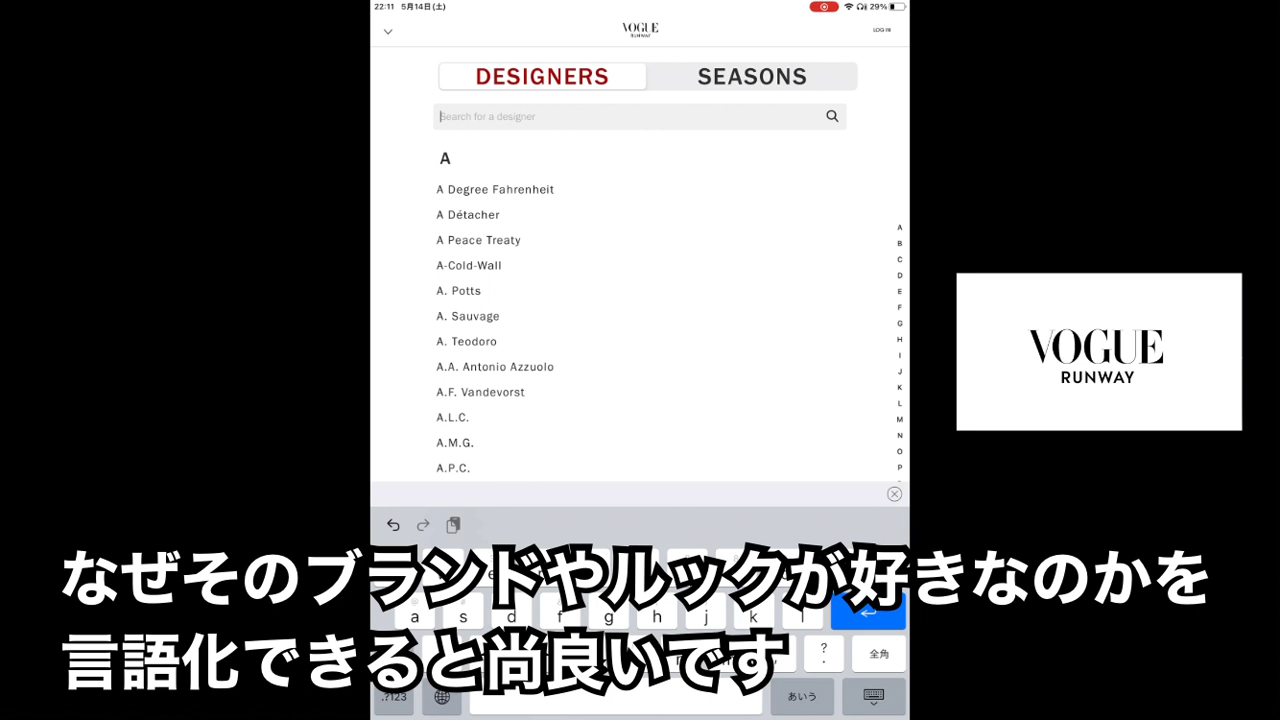 22:11 5月14日(土) 29%
VOGUE
RUNWAY
LOG IN
DESIGNERS SEASONS
Search for a designer
A
A Degree Fahrenheit
A Détacher
A Peace Treaty
A-Cold-Wall
A. Potts
A. Sauvage
A. Teodoro
A.A. Antonio Azzuolo
A.F. Vandevorst
A.L.C.
A.M.G.
A.P.C.
A
B
C
D
E
F
G
H
I
J
K
L
M
N
O
P
VOGUE
RUNWAY
なぜそのブランドやルックが好きなのかを
言語化できると尚良いです
a s d f g h j k l
? . 全角
.?123 あいう